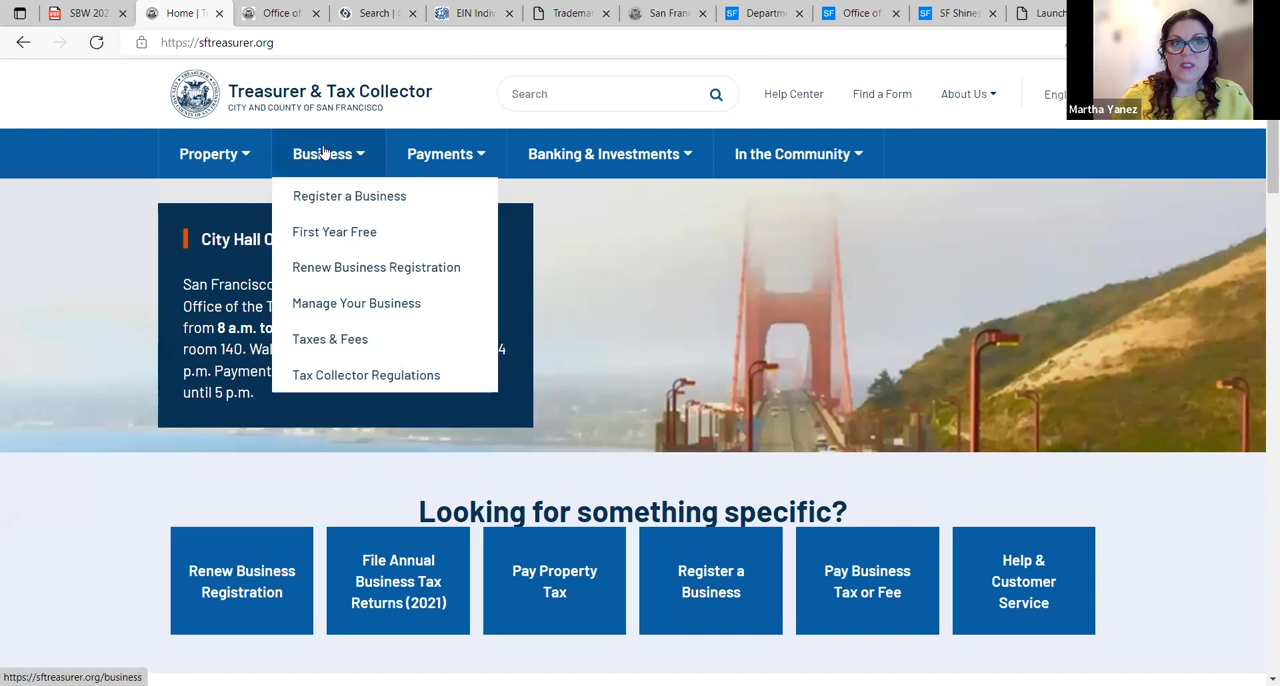 SBW 202
Home | T
Office of
Search | C
EIN Indiv
Tradema
San Fran
Departm
Office of
SF Shines
Launch
https://sftreasurer.org
Treasurer & Tax Collector
CITY AND COUNTY OF SAN FRANCISCO
Search
Help Center
Find a Form
About Us
Engl
Martha Yanez
Property
Business
Payments
Banking & Investments
In the Community
Register a Business
First Year Free
Renew Business Registration
Manage Your Business
Taxes & Fees
Tax Collector Regulations
City Hall O
San Francisc
Office of the T
from 8 a.m. to
room 140. Wal
4
p.m. Payment
until 5 p.m.
Looking for something specific?
Renew Business
Registration
File Annual
Business Tax
Returns (2021)
Pay Property
Tax
Register a
Business
Pay Business
Tax or Fee
Help &
Customer
Service
https://sftreasurer.org/business